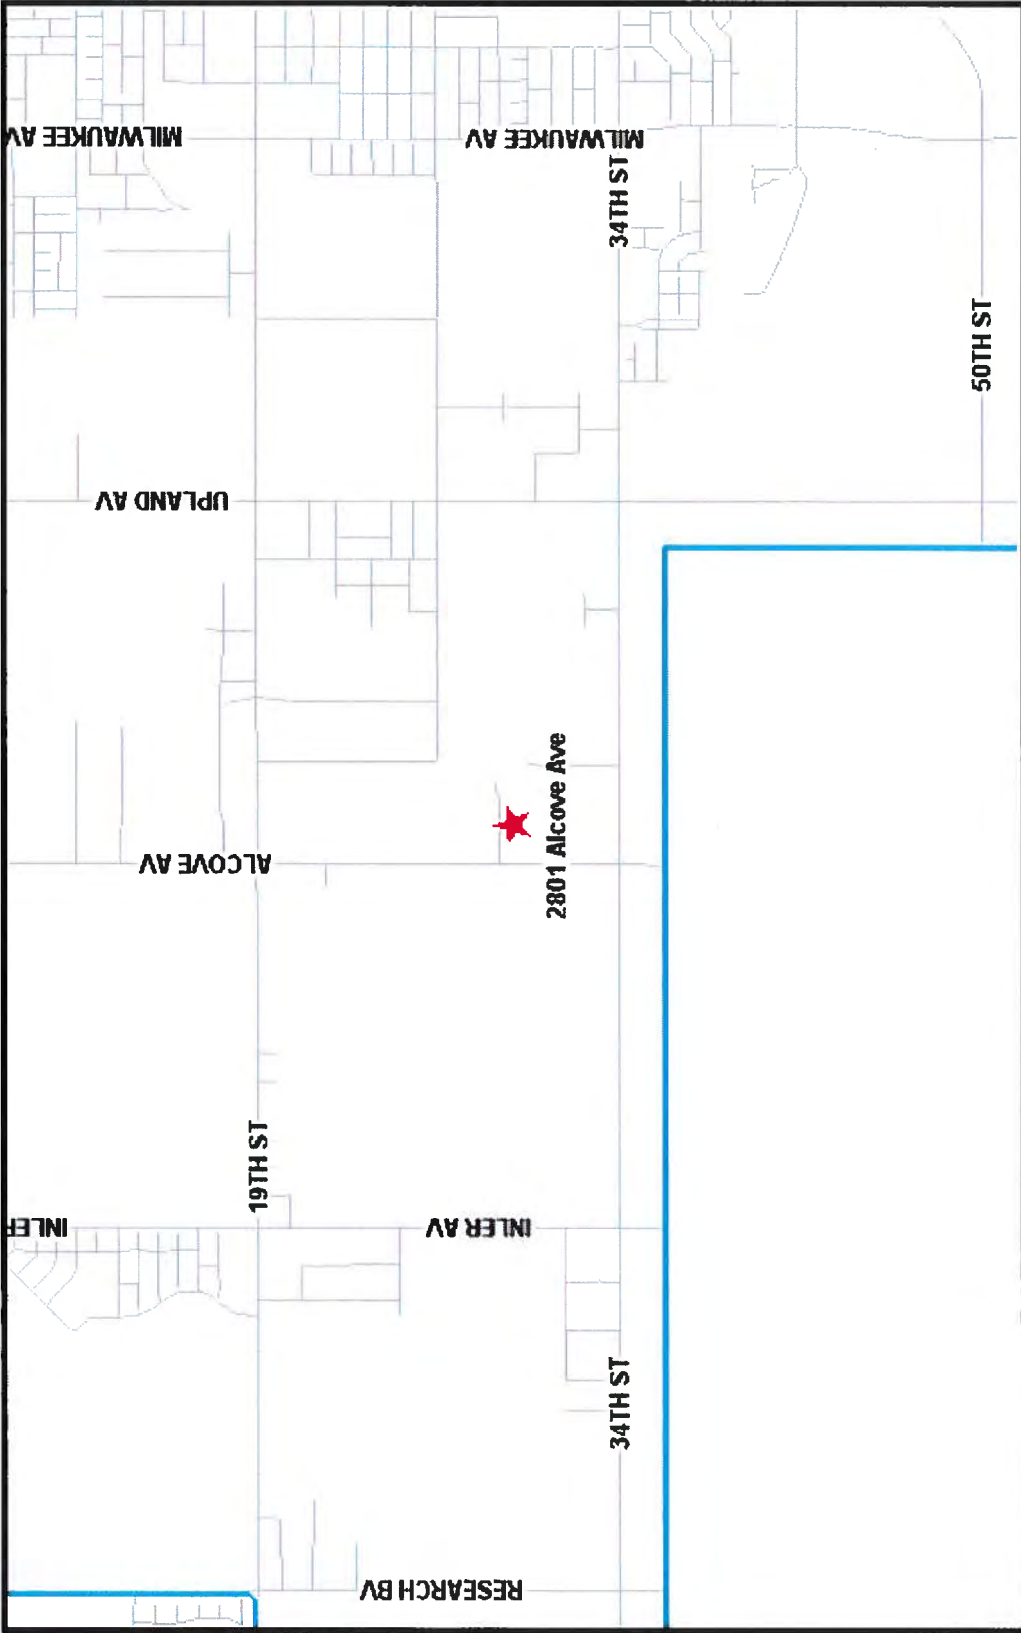 MILWAUKEE AV
MILWAUKEE AV
34TH ST
50TH ST
UPLAND AV
2801 Alcove Ave
ALCOVE AV
19TH ST
INLER
INLER AV
34TH ST
RESEARCH BV